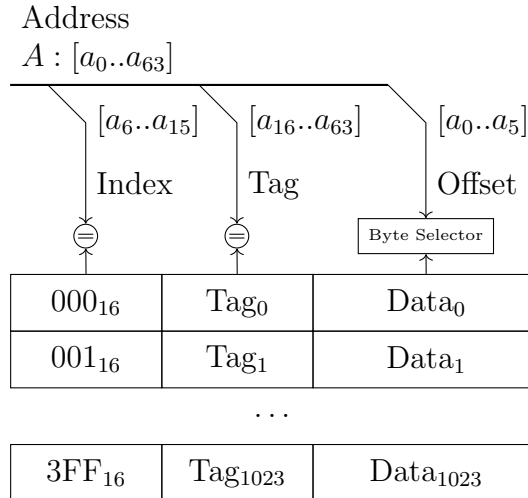 Address
A : [a₀..a₆₃]
[a₆..a₁₅] [a₁₆..a₆₃] [a₀..a₅]
Index Tag Offset
= = Byte Selector
000₁₆ Tag₀ Data₀
001₁₆ Tag₁ Data₁
...
3FF₁₆ Tag₁₀₂₃ Data₁₀₂₃